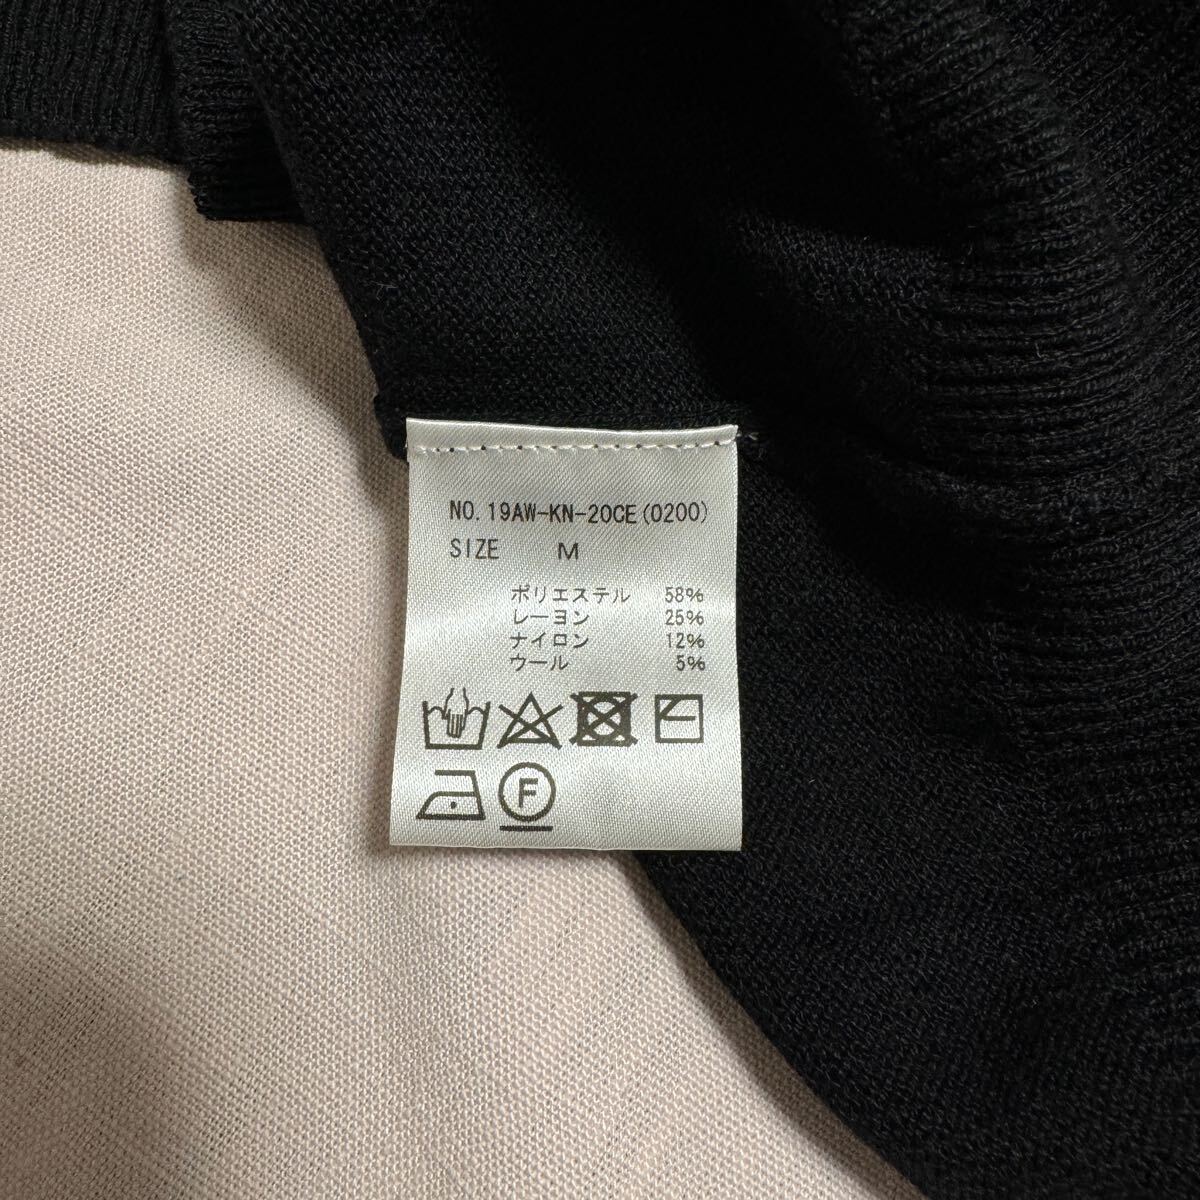 NO.19AW-KN-20CE(0200)
SIZE M
ポリエステル 58%
レーヨン 25%
ナイロン 12%
ウール 5%
F